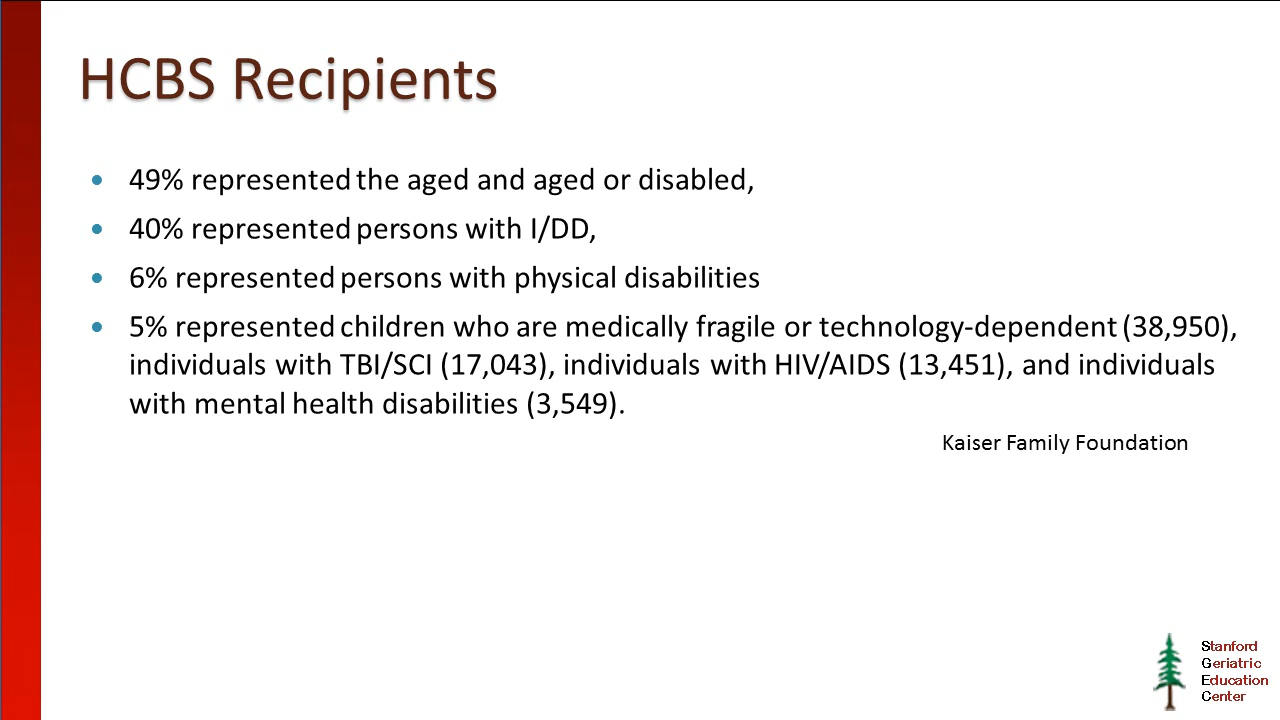 HCBS Recipients
• 49% represented the aged and aged or disabled,
• 40% represented persons with I/DD,
• 6% represented persons with physical disabilities
• 5% represented children who are medically fragile or technology-dependent (38,950),
individuals with TBI/SCI (17,043), individuals with HIV/AIDS (13,451), and individuals
with mental health disabilities (3,549).
Kaiser Family Foundation
Stanford
Geriatric
Education
Center